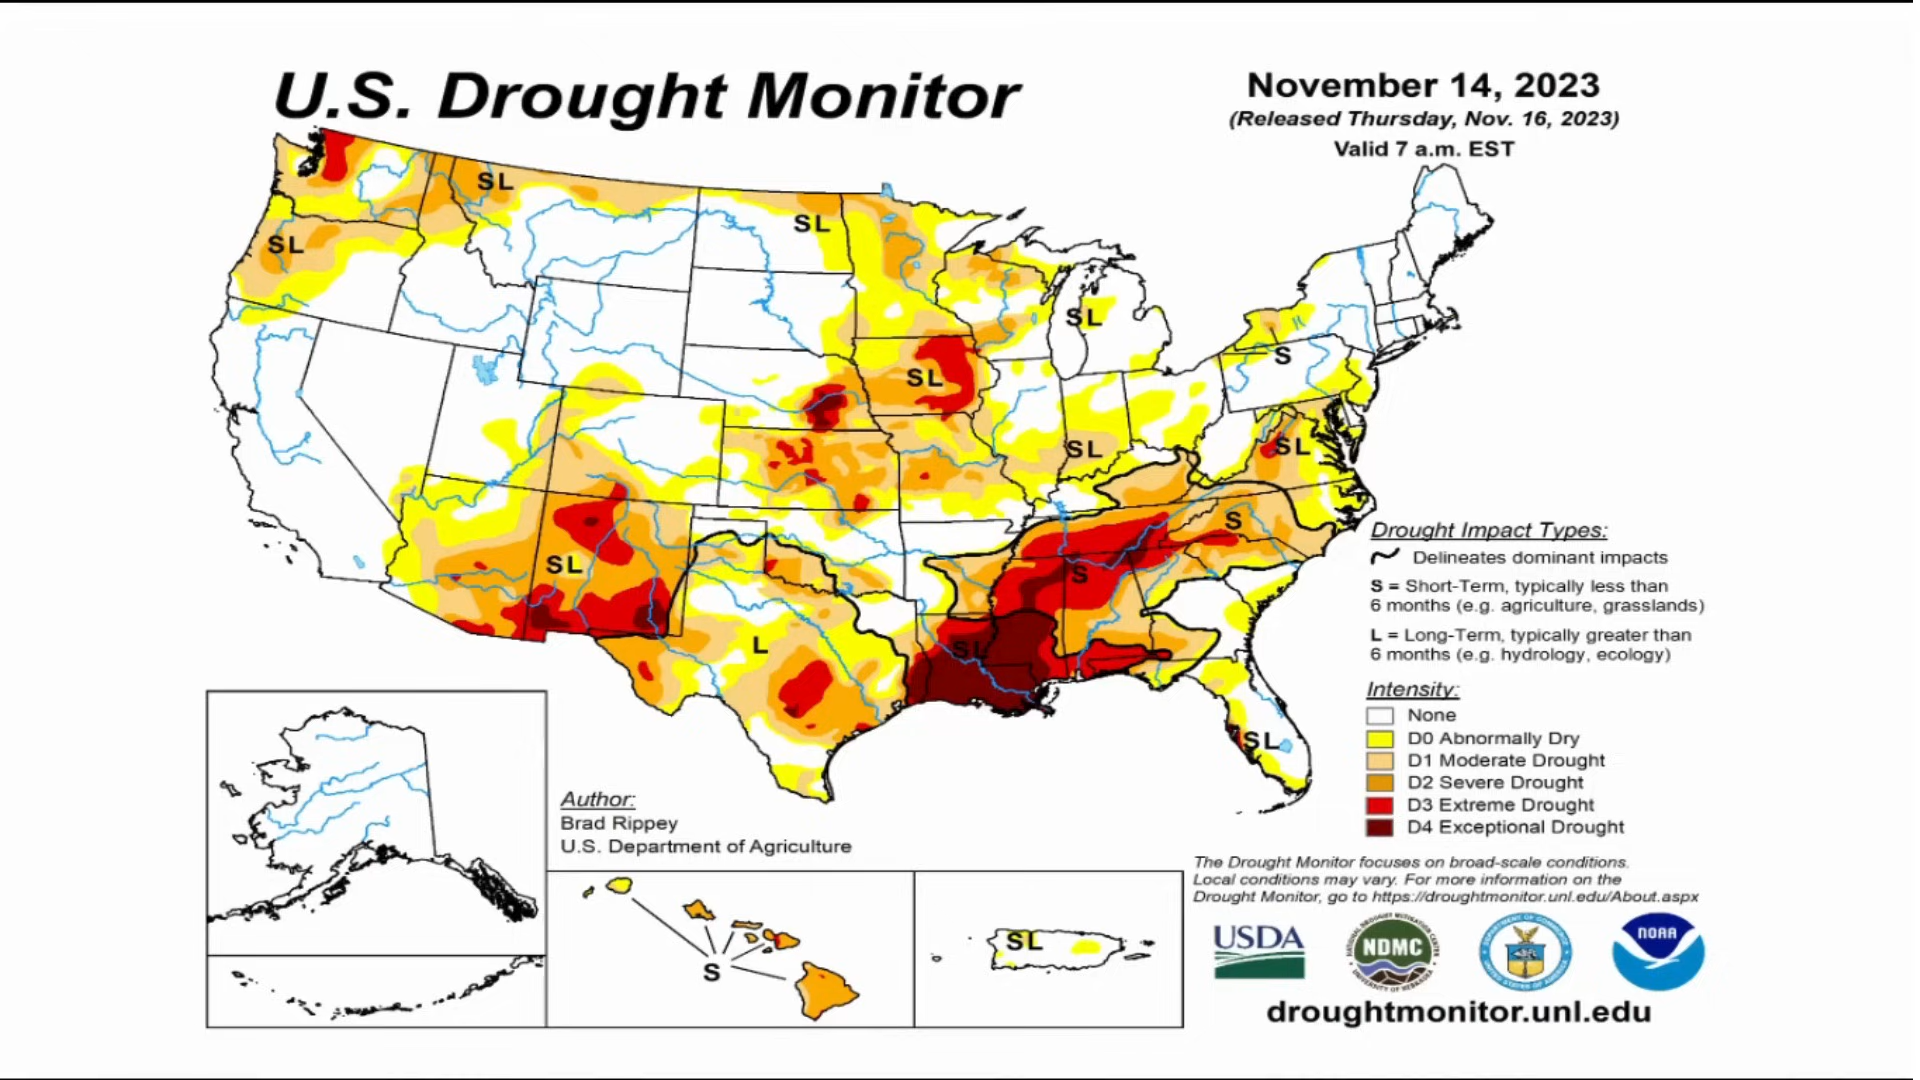 U.S. Drought Monitor
November 14, 2023
(Released Thursday, Nov. 16, 2023)
Valid 7 a.m. EST
SL
SL
SL
SL
SL
S
SL
SL
S
SL
S
L
SL
SL
Drought Impact Types:
Delineates dominant impacts
S = Short-Term, typically less than
6 months (e.g. agriculture, grasslands)
L = Long-Term, typically greater than
6 months (e.g. hydrology, ecology)
Intensity:
None
D0 Abnormally Dry
D1 Moderate Drought
D2 Severe Drought
D3 Extreme Drought
D4 Exceptional Drought
Author:
Brad Rippey
U.S. Department of Agriculture
S
SL
The Drought Monitor focuses on broad-scale conditions.
Local conditions may vary. For more information on the
Drought Monitor, go to https://droughtmonitor.unl.edu/About.aspx
USDA
NDMC
NOAA
droughtmonitor.unl.edu